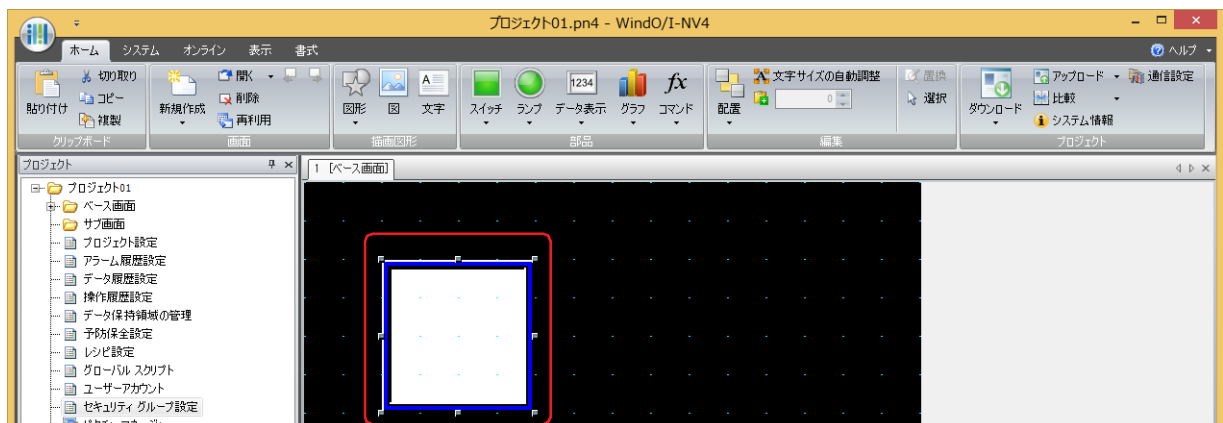 プロジェクト01.pn4 - WindO/I-NV4
ホーム システム オンライン 表示 書式 ヘルプ
貼り付け 切り取り コピー 複製
クリップボード
新規作成 開く 削除 再利用
画面
図形 図 文字
描画図形
スイッチ ランプ データ表示 1234 グラフ fx コマンド
部品
配置 文字サイズの自動調整 0 置換 選択
編集
ダウンロード アップロード 比較 システム情報 通信設定
プロジェクト
プロジェクト
1 [ベース画面]
プロジェクト01
ベース画面
サブ画面
プロジェクト設定
アラーム履歴設定
データ履歴設定
操作履歴設定
データ保持領域の管理
予防保全設定
レシピ設定
グローバル スクリプト
ユーザーアカウント
セキュリティ グループ設定